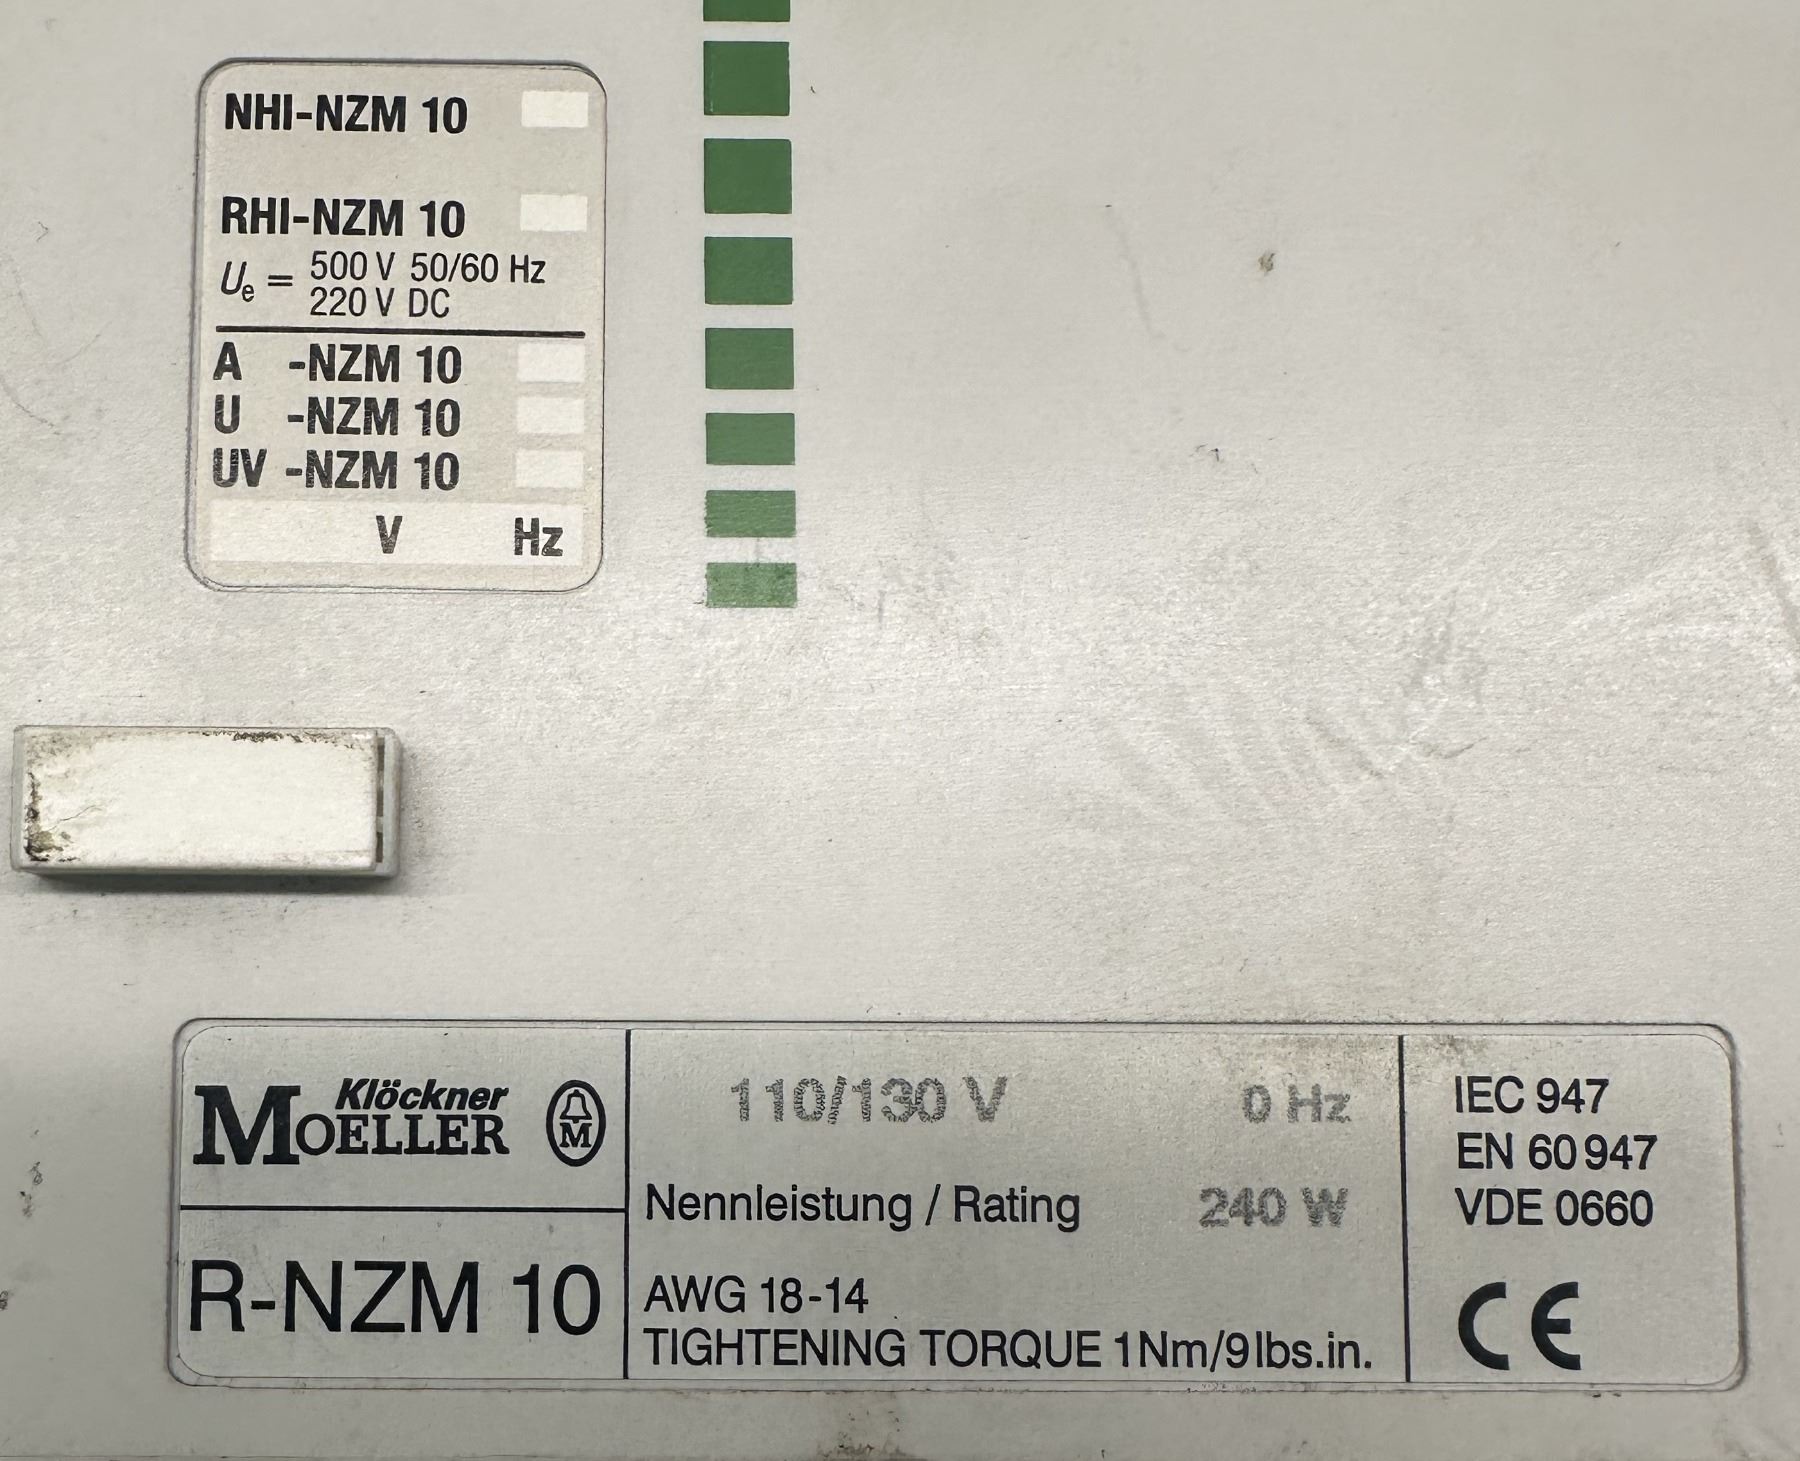 NHI-NZM 10
RHI-NZM 10
Ue = 500 V 50/60 Hz
220 V DC
A -NZM 10
U -NZM 10
UV -NZM 10
V Hz
Klöckner
MOELLER
M
R-NZM 10
110/130 V 0 Hz
Nennleistung / Rating 240 W
AWG 18-14
TIGHTENING TORQUE 1Nm/9lbs.in.
IEC 947
EN 60947
VDE 0660
CE